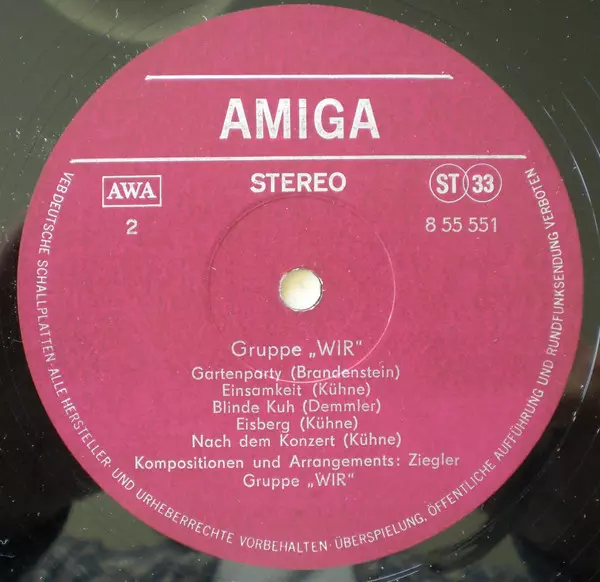 AMIGA
STEREO
AWA
ST 33
2
8 55 551
Gruppe „WIR“
Gartenparty (Brandenstein)
Einsamkeit (Kühne)
Blinde Kuh (Demmler)
Eisberg (Kühne)
Nach dem Konzert (Kühne)
Kompositionen und Arrangements: Ziegler
Gruppe „WIR“
VEB DEUTSCHE SCHALLPLATTEN · ALLE HERSTELLER- UND URHEBERRECHTE VORBEHALTEN · ÜBERSPIELUNG, ÖFFENTLICHE AUFFÜHRUNG UND RUNDFUNKSENDUNG VERBOTEN